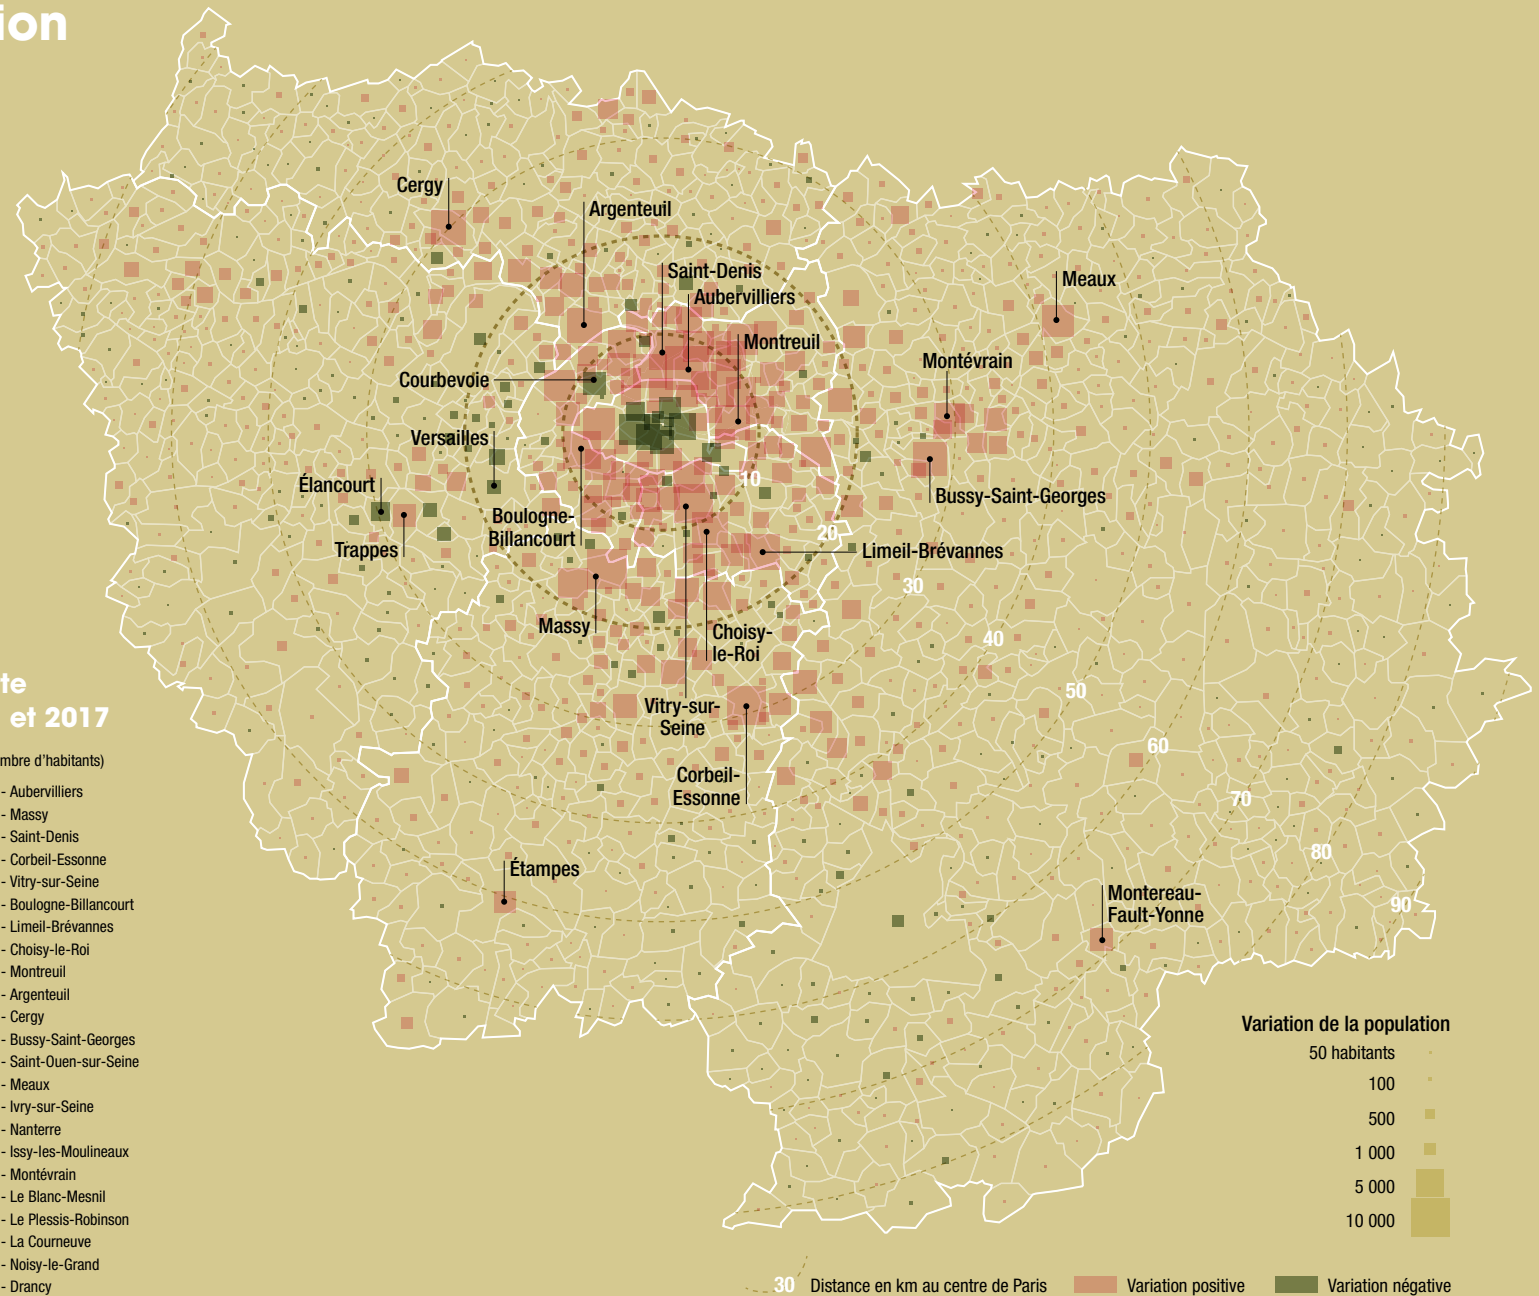 ion
Cergy
Argenteuil
Saint-Denis
Aubervilliers
Meaux
Montreuil
Montévrain
Courbevoie
Versailles
10
Élancourt
Bussy-Saint-Georges
Boulogne-
Billancourt
20
Trappes
Limeil-Brévannes
30
Massy
Choisy-
le-Roi
40
te
et 2017
50
Vitry-sur-
Seine
60
mbre d'habitants)
Corbeil-
Essonne
70
- Aubervilliers
- Massy
- Saint-Denis
- Corbeil-Essonne
- Vitry-sur-Seine
- Boulogne-Billancourt
- Limeil-Brévannes
- Choisy-le-Roi
- Montreuil
- Argenteuil
- Cergy
- Bussy-Saint-Georges
- Saint-Ouen-sur-Seine
- Meaux
- Ivry-sur-Seine
- Nanterre
- Issy-les-Moulineaux
- Montévrain
- Le Blanc-Mesnil
- Le Plessis-Robinson
- La Courneuve
- Noisy-le-Grand
- Drancy
80
Étampes
Montereau-
Fault-Yonne
90
Variation de la population
50 habitants
100
500
1 000
5 000
10 000
30 Distance en km au centre de Paris Variation positive Variation négative